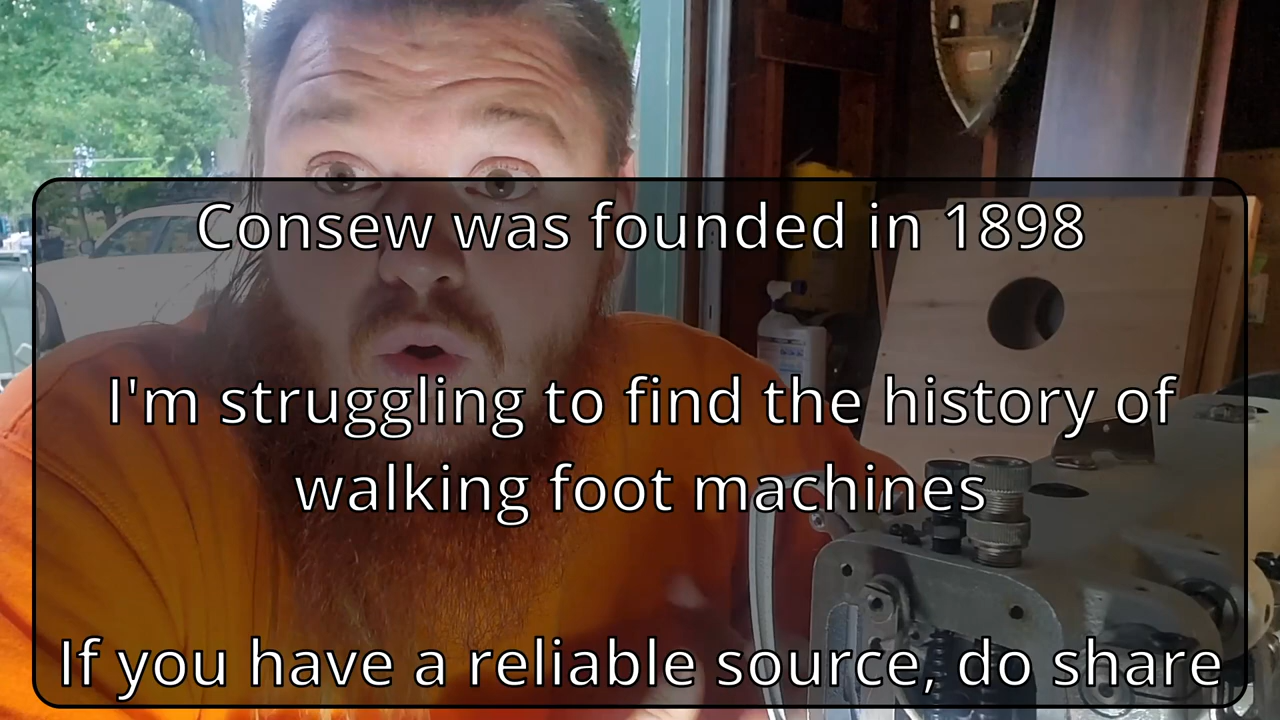 Consew was founded in 1898
I'm struggling to find the history of
walking foot machines
If you have a reliable source, do share